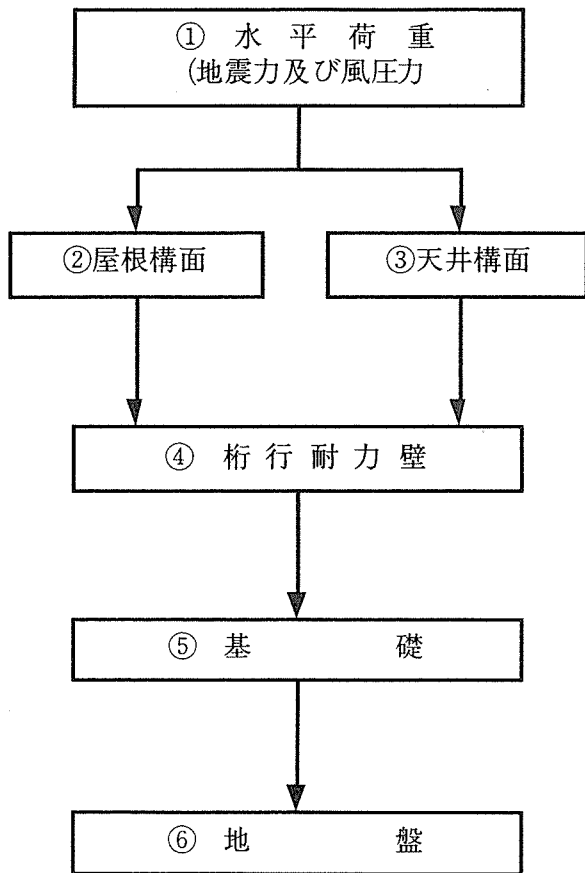 ① 水平荷重
(地震力及び風圧力
②屋根構面
③天井構面
④ 桁行耐力壁
⑤ 基礎
⑥ 地盤